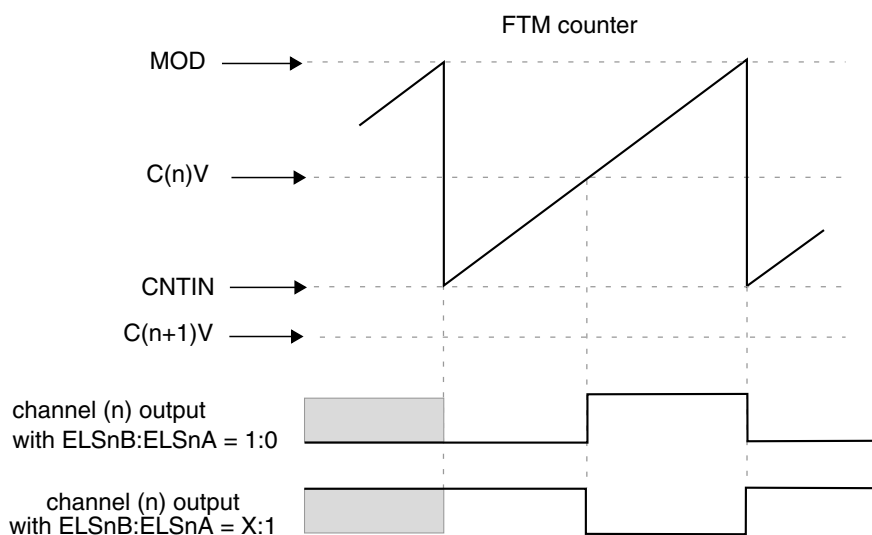 FTM counter
MOD
C(n)V
CNTIN
C(n+1)V
channel (n) output
with ELSnB:ELSnA = 1:0
channel (n) output
with ELSnB:ELSnA = X:1